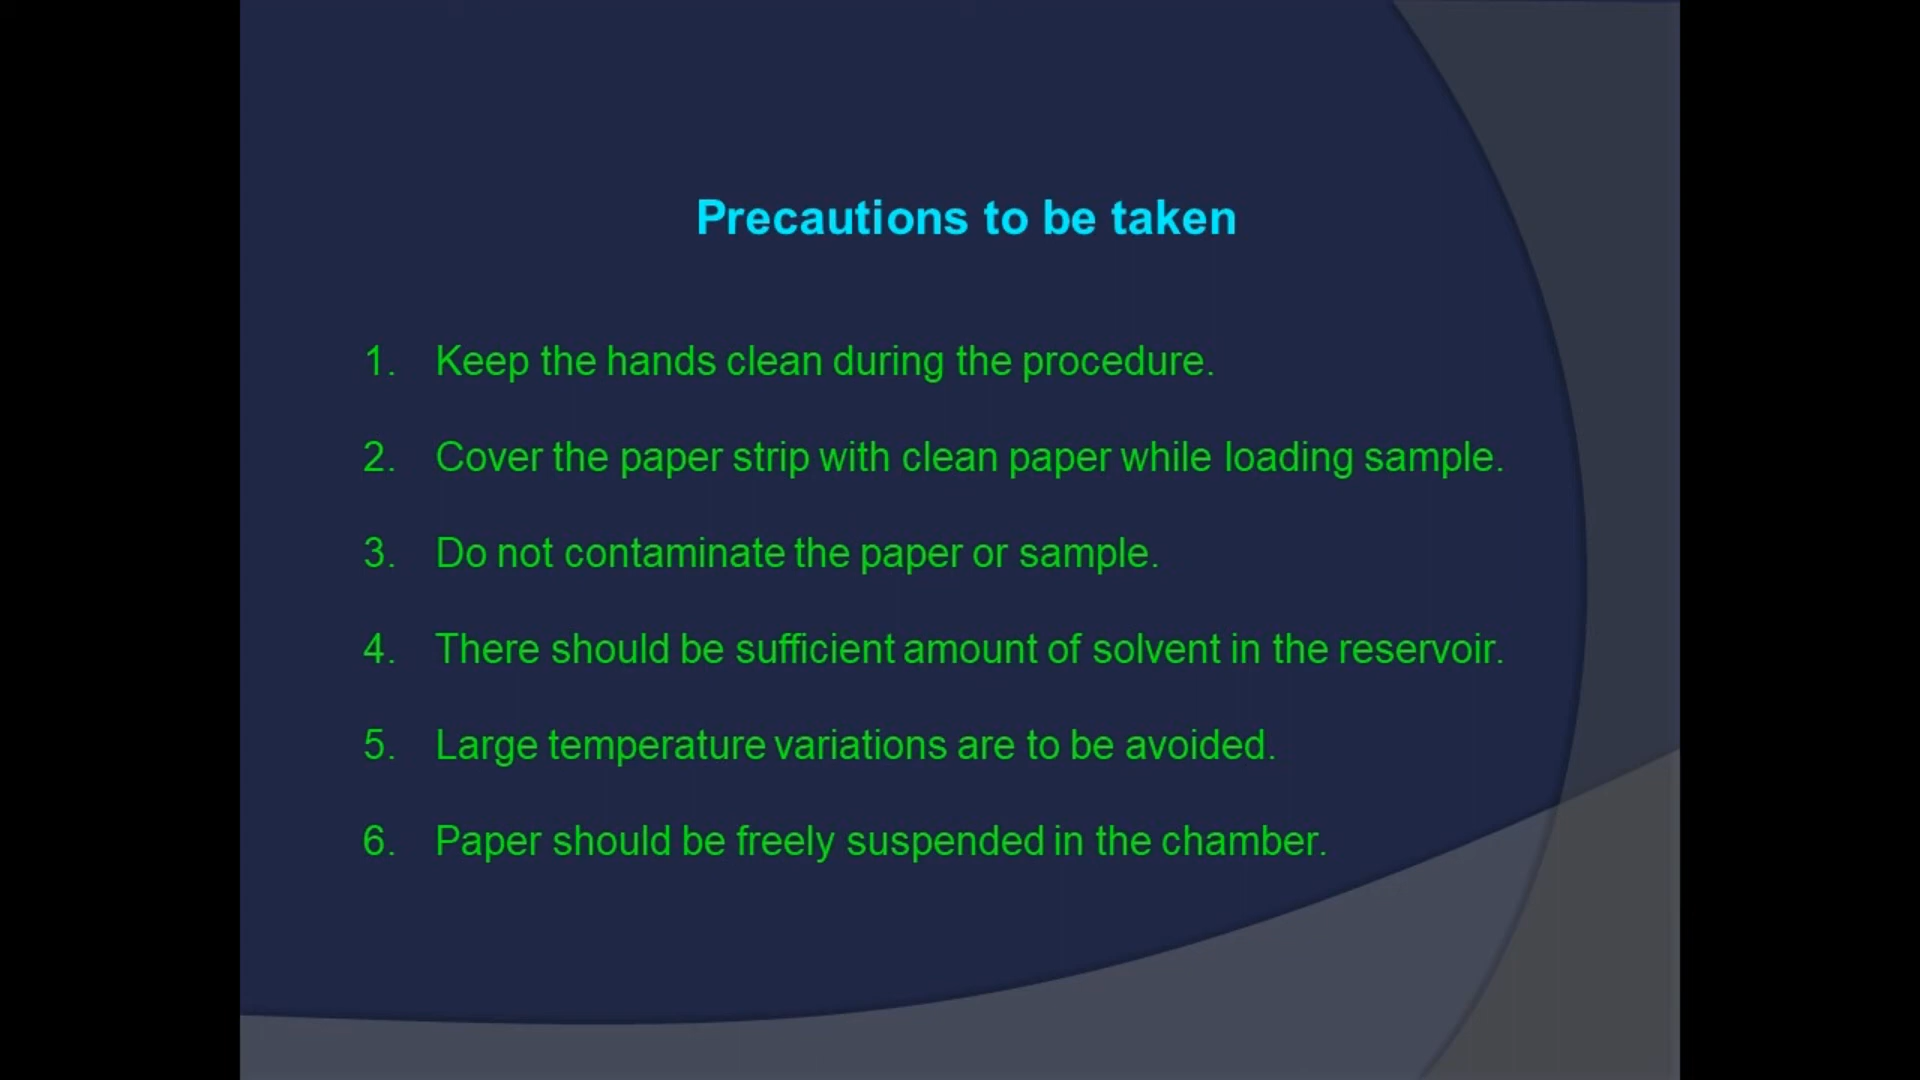 Precautions to be taken
1. Keep the hands clean during the procedure.
2. Cover the paper strip with clean paper while loading sample.
3. Do not contaminate the paper or sample.
4. There should be sufficient amount of solvent in the reservoir.
5. Large temperature variations are to be avoided.
6. Paper should be freely suspended in the chamber.